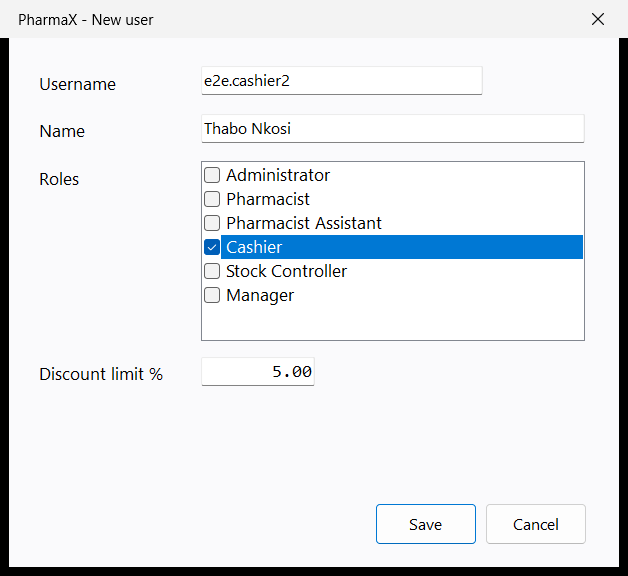 PharmaX - New user
Username
e2e.cashier2
Name
Thabo Nkosi
Roles
Administrator
Pharmacist
Pharmacist Assistant
Cashier
Stock Controller
Manager
Discount limit %
5.00
Save
Cancel